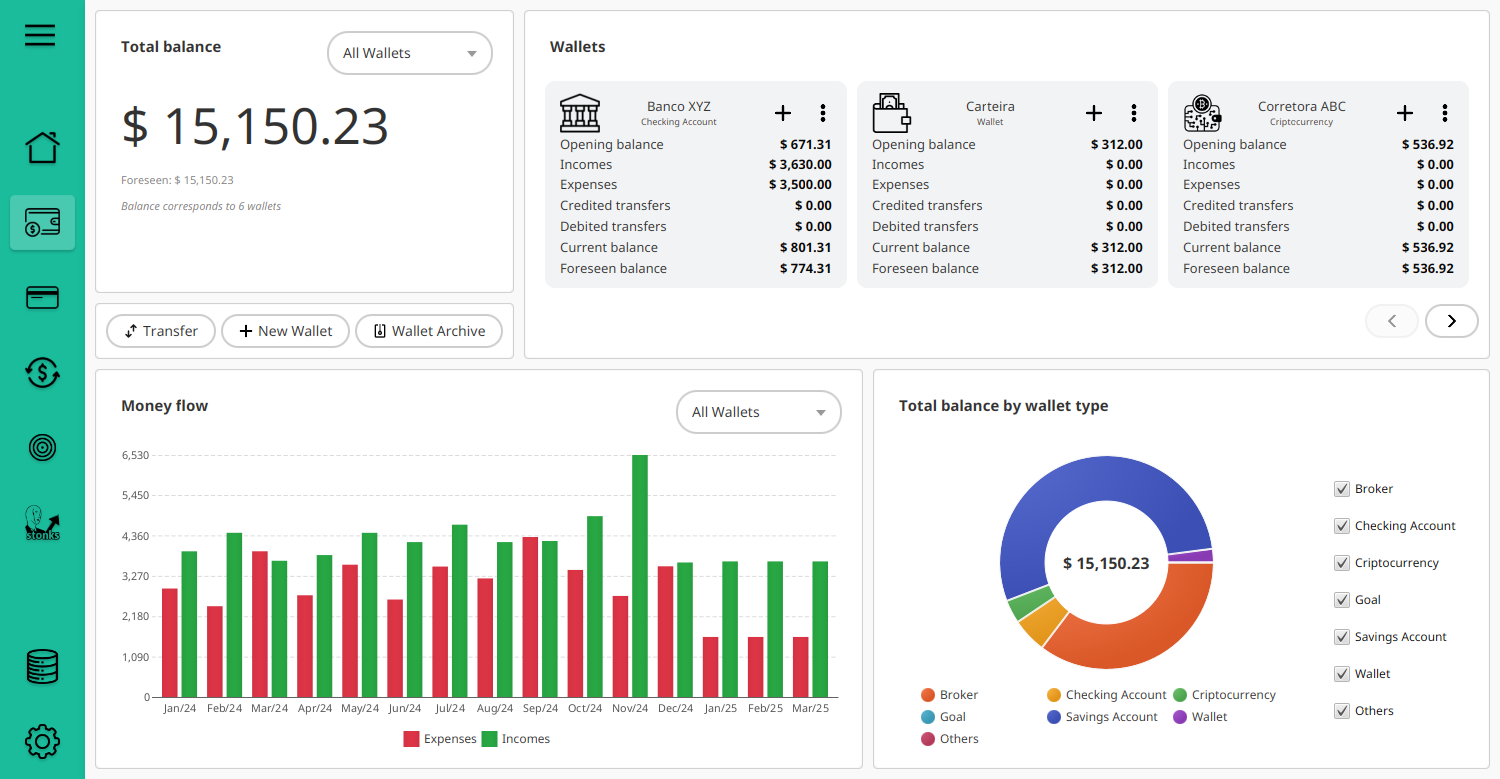 Total balance
All Wallets
$ 15,150.23
Foreseen: $ 15,150.23
Balance corresponds to 6 wallets
Transfer
New Wallet
Wallet Archive
Wallets
Banco XYZ
Checking Account
Opening balance $ 671.31
Incomes $ 3,630.00
Expenses $ 3,500.00
Credited transfers $ 0.00
Debited transfers $ 0.00
Current balance $ 801.31
Foreseen balance $ 774.31
Carteira
Wallet
Opening balance $ 312.00
Incomes $ 0.00
Expenses $ 0.00
Credited transfers $ 0.00
Debited transfers $ 0.00
Current balance $ 312.00
Foreseen balance $ 312.00
Corretora ABC
Criptocurrency
Opening balance $ 536.92
Incomes $ 0.00
Expenses $ 0.00
Credited transfers $ 0.00
Debited transfers $ 0.00
Current balance $ 536.92
Foreseen balance $ 536.92
stonks
Money flow
All Wallets
6,530
5,450
4,360
3,270
2,180
1,090
0
Jan/24 Feb/24 Mar/24 Apr/24 May/24 Jun/24 Jul/24 Aug/24 Sep/24 Oct/24 Nov/24 Dec/24 Jan/25 Feb/25 Mar/25
Expenses Incomes
Total balance by wallet type
$ 15,150.23
Broker Checking Account Criptocurrency
Goal Savings Account Wallet
Others
Broker
Checking Account
Criptocurrency
Goal
Savings Account
Wallet
Others